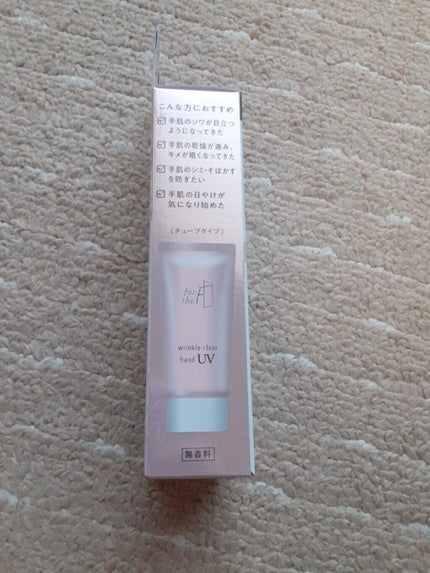 こんな方におすすめ
☑手肌のシワが目立つ
ようになってきた
☑手肌の乾燥が進み、
キメが粗くなってきた
☑手肌のシミ・そばかす
を防ぎたい
☑手肌の日やけが
気になり始めた
(チューブタイプ)
for
the
wrinkle clear
hand UV
無香料